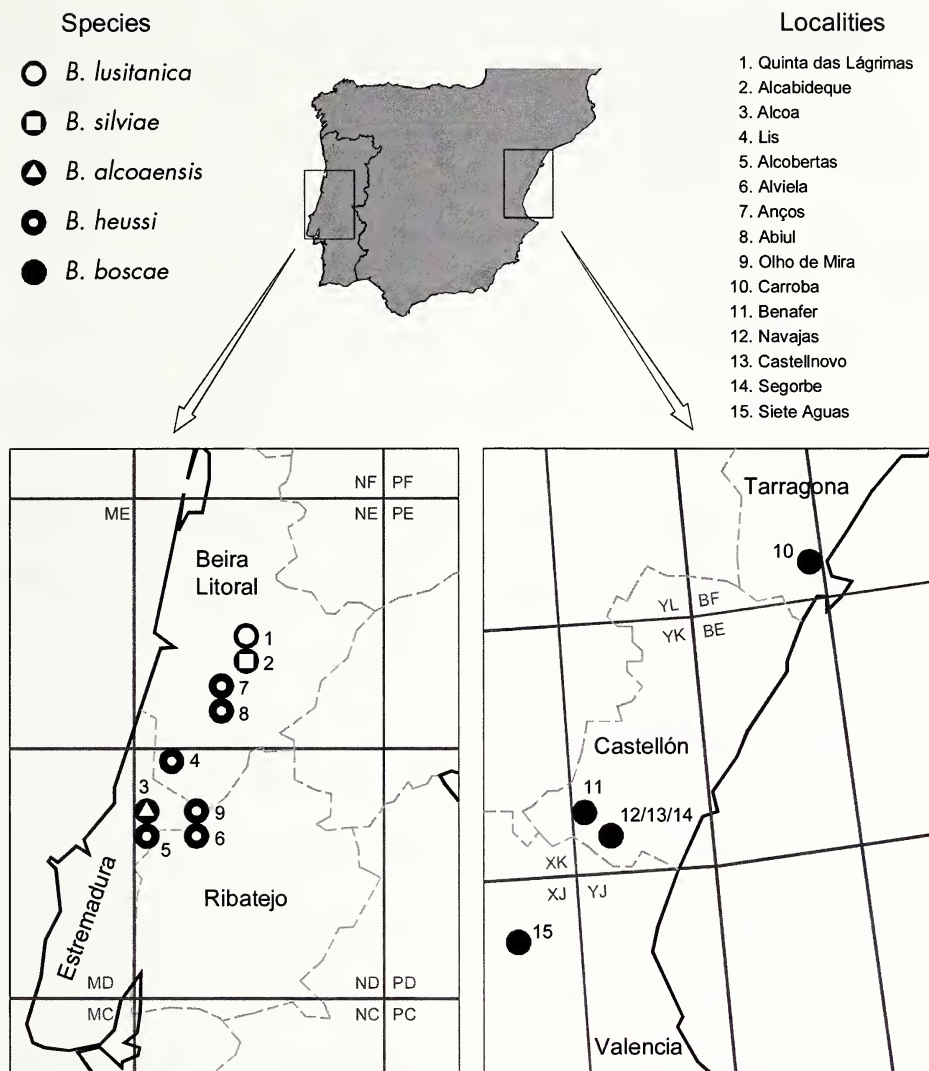 Species
B. lusitanica
B. silviae
B. alcoaensis
B. heussi
B. boscae
Localities
1. Quinta das Lágrimas
2. Alcabideque
3. Alcoa
4. Lis
5. Alcobertas
6. Alviela
7. Anços
8. Abiul
9. Olho de Mira
10. Carroba
11. Benafer
12. Navajas
13. Castellnovo
14. Segorbe
15. Siete Aguas
NF PF
ME NE PE
Beira
Litoral
1
2
7
8
4
3
9
5 6
Estremadura
Ribatejo
MD ND PD
MC NC PC
Tarragona
10
YL BF
YK BE
Castellón
11
12/13/14
XK
XJ YJ
15
Valencia